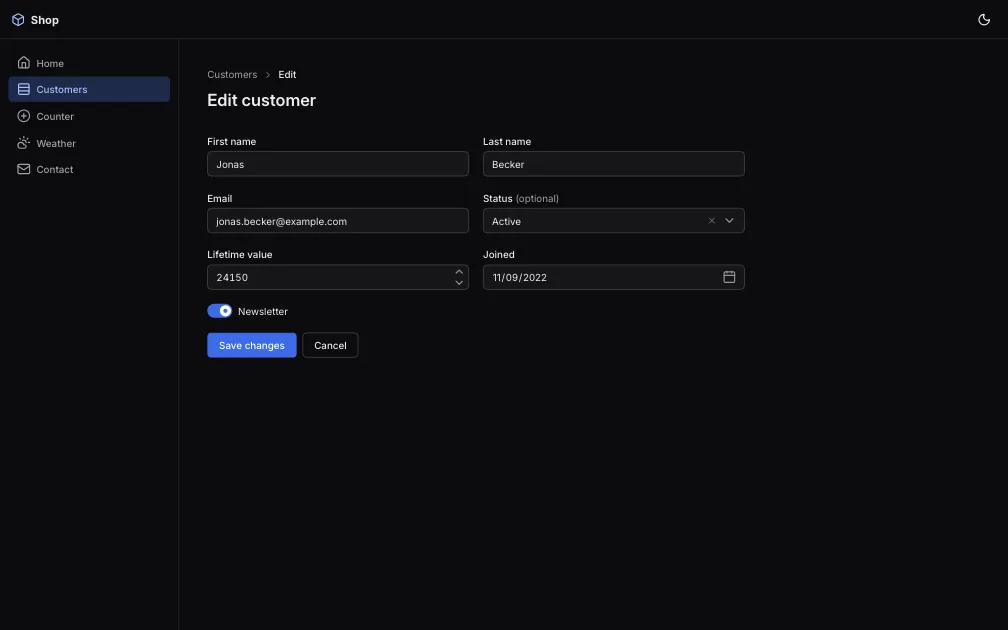 Shop
Home
Customers
Counter
Weather
Contact
Customers > Edit
Edit customer
First name
Jonas
Last name
Becker
Email
jonas.becker@example.com
Status (optional)
Active
Lifetime value
24150
Joined
11/09/2022
Newsletter
Save changes
Cancel